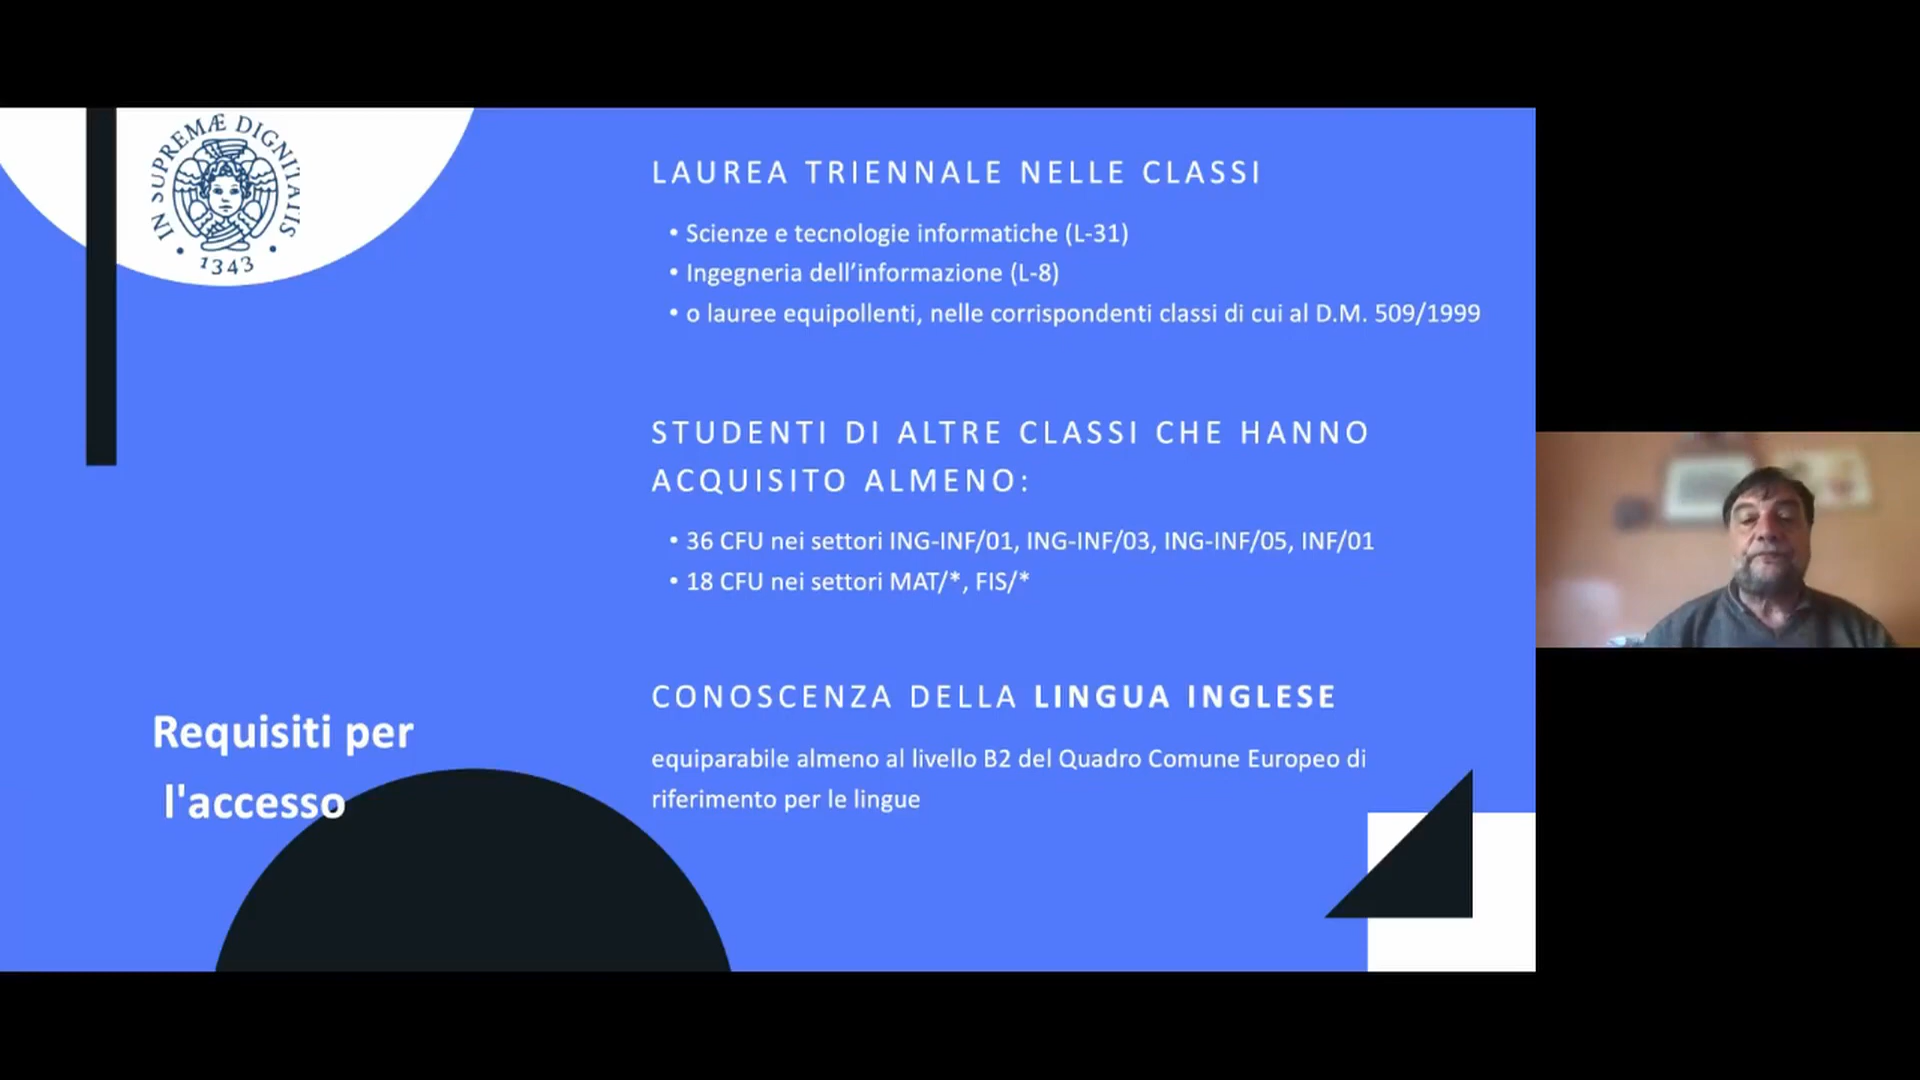 IN SUPREMÆ DIGNITATIS
• 1343 •
LAUREA TRIENNALE NELLE CLASSI
• Scienze e tecnologie informatiche (L-31)
• Ingegneria dell’informazione (L-8)
• o lauree equipollenti, nelle corrispondenti classi di cui al D.M. 509/1999
STUDENTI DI ALTRE CLASSI CHE HANNO
ACQUISITO ALMENO:
• 36 CFU nei settori ING-INF/01, ING-INF/03, ING-INF/05, INF/01
• 18 CFU nei settori MAT/*, FIS/*
CONOSCENZA DELLA LINGUA INGLESE
equiparabile almeno al livello B2 del Quadro Comune Europeo di
riferimento per le lingue
Requisiti per
l'accesso